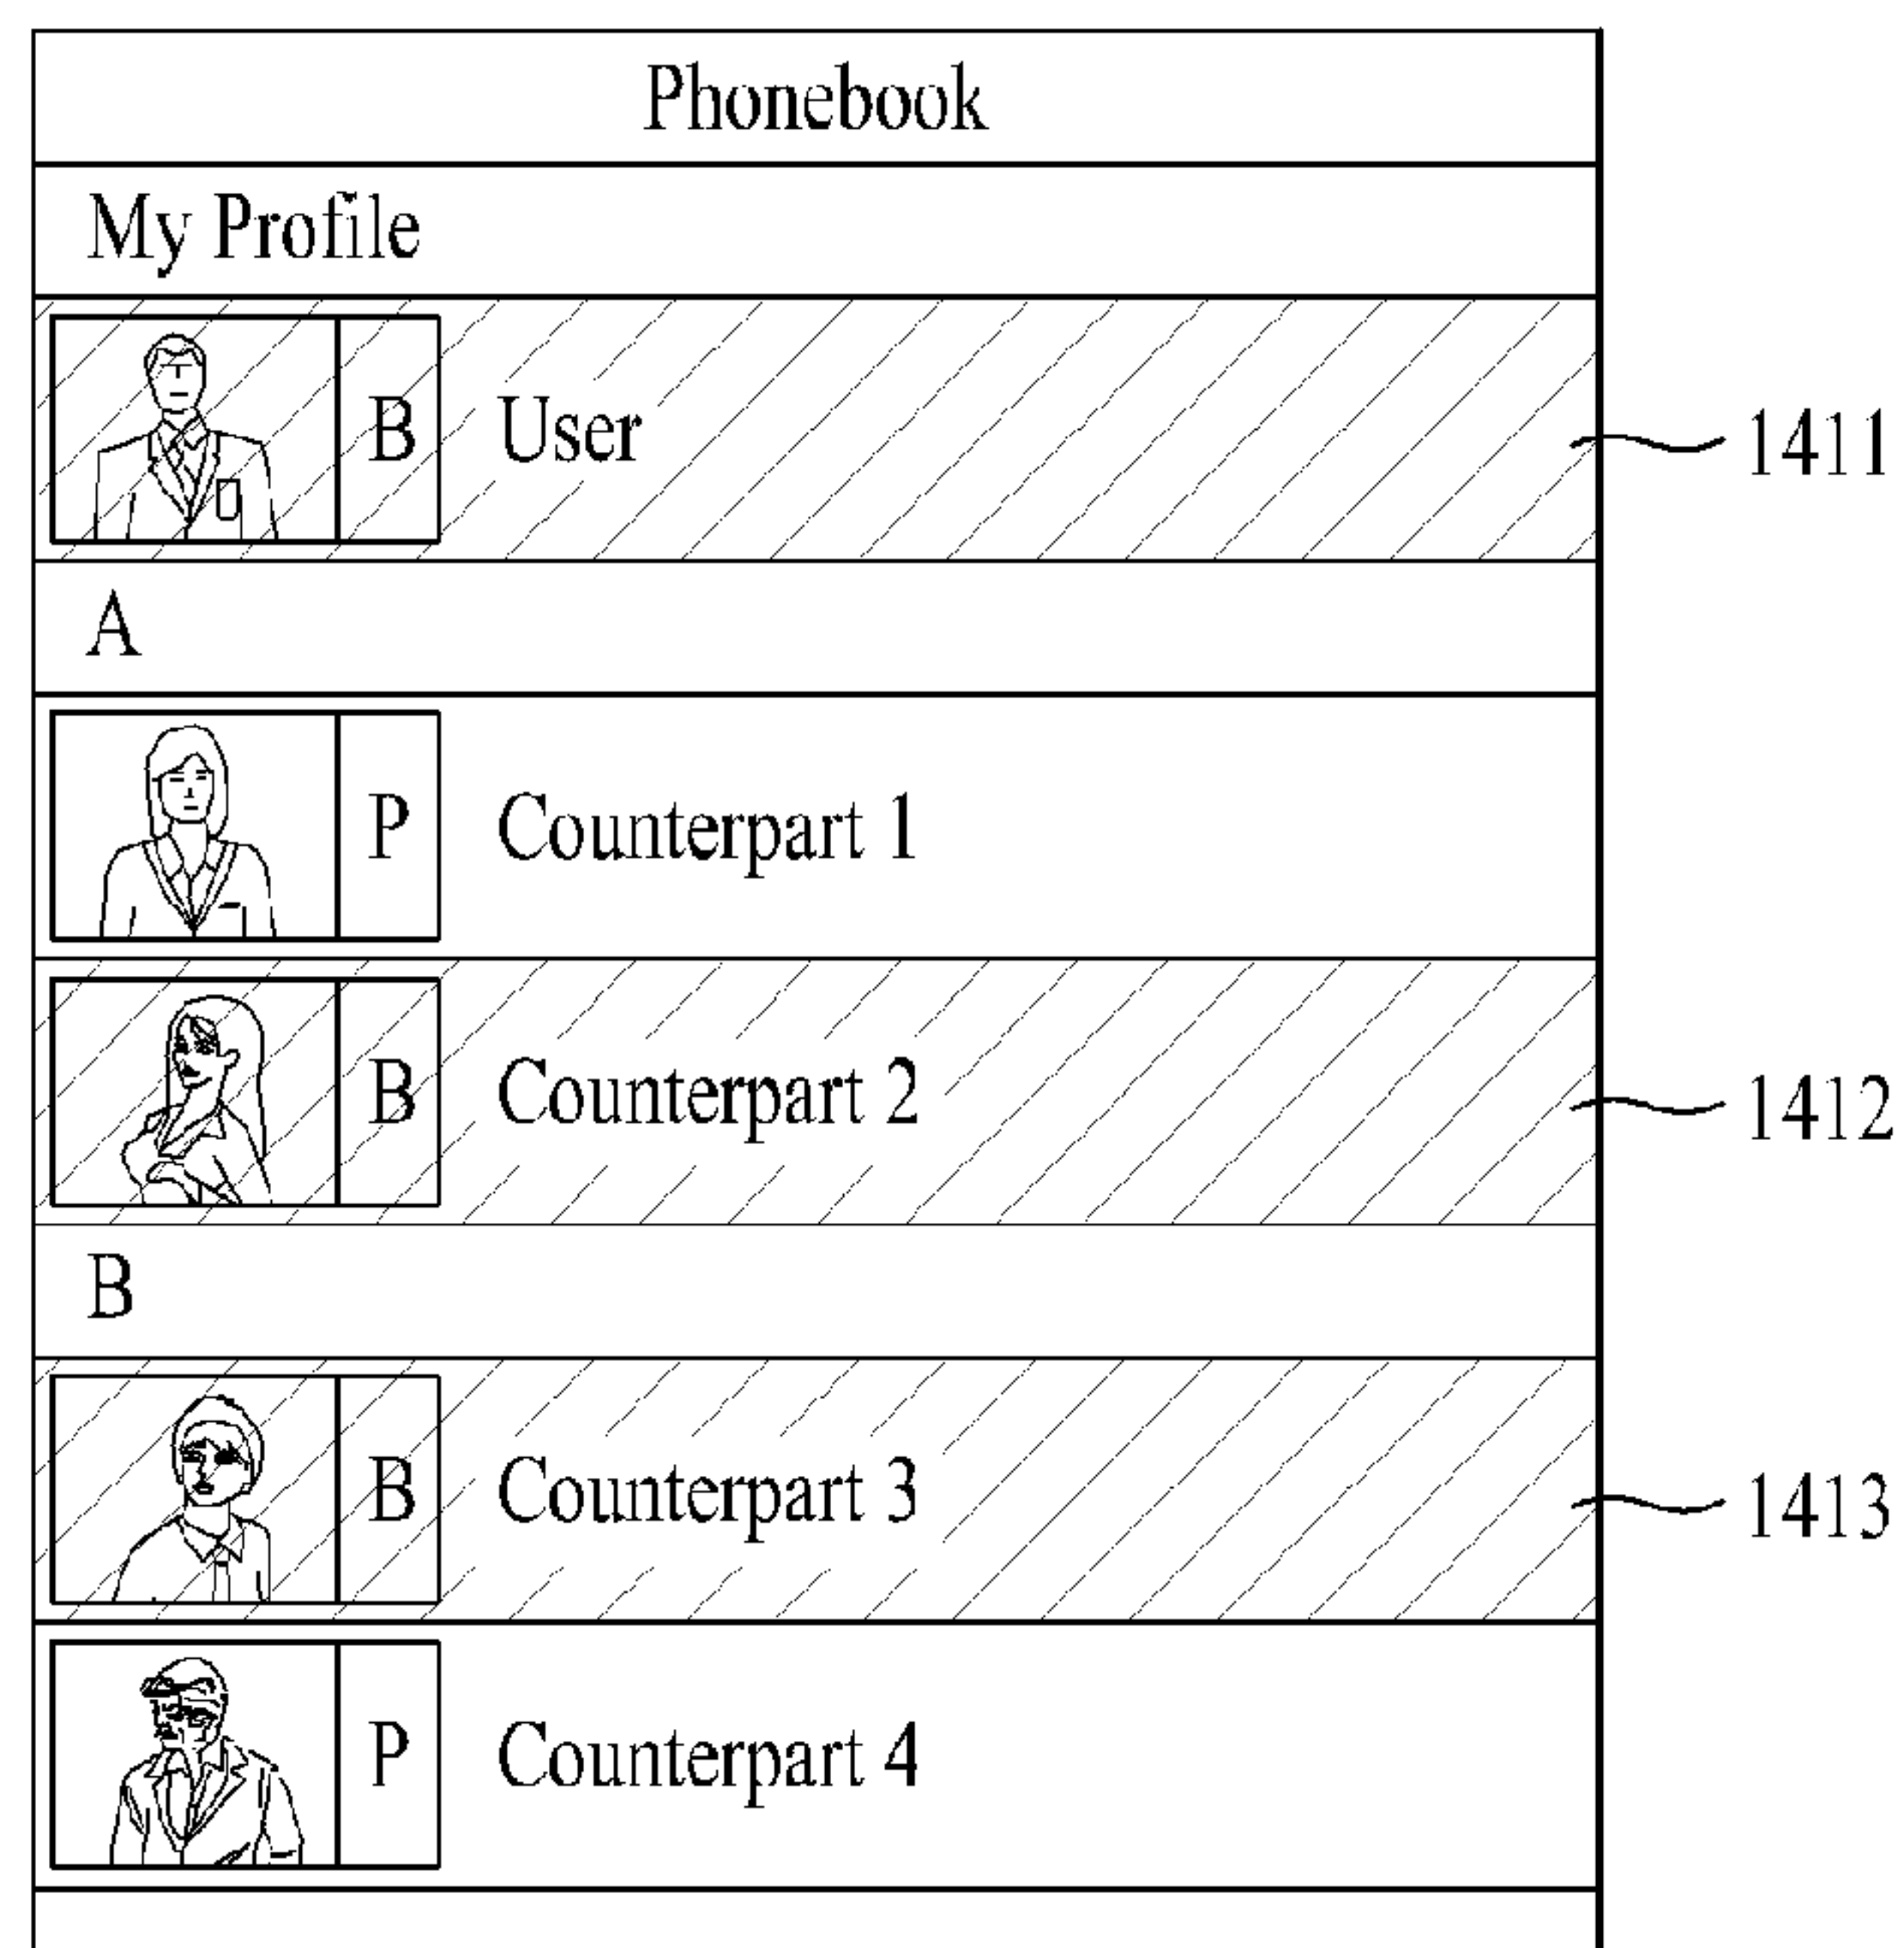 Phonebook
My Profile
B User 1411
A
P Counterpart 1
B Counterpart 2 1412
B
B Counterpart 3 1413
P Counterpart 4